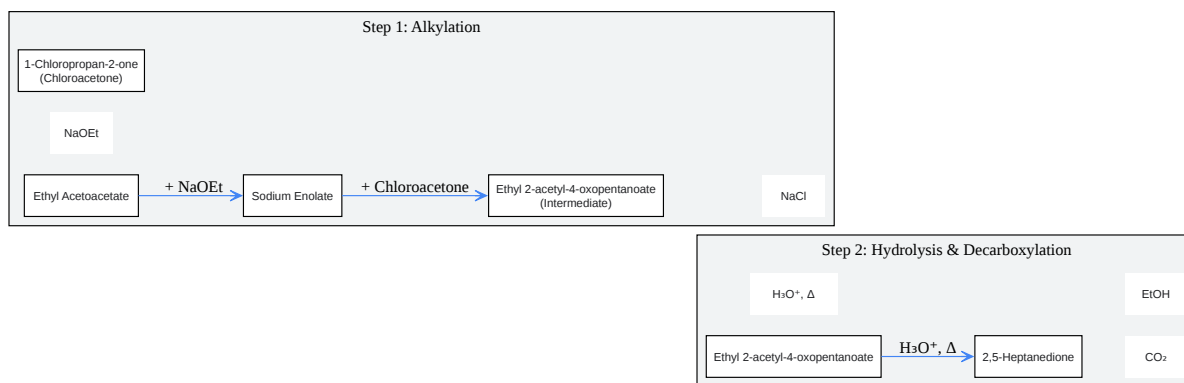 Step 1: Alkylation
1-Chloropropan-2-one
(Chloroacetone)
NaOEt
Ethyl Acetoacetate
+ NaOEt
Sodium Enolate
+ Chloroacetone
Ethyl 2-acetyl-4-oxopentanoate
(Intermediate)
NaCl
Step 2: Hydrolysis & Decarboxylation
H₃O⁺, Δ
EtOH
Ethyl 2-acetyl-4-oxopentanoate
H₃O⁺, Δ
2,5-Heptanedione
CO₂